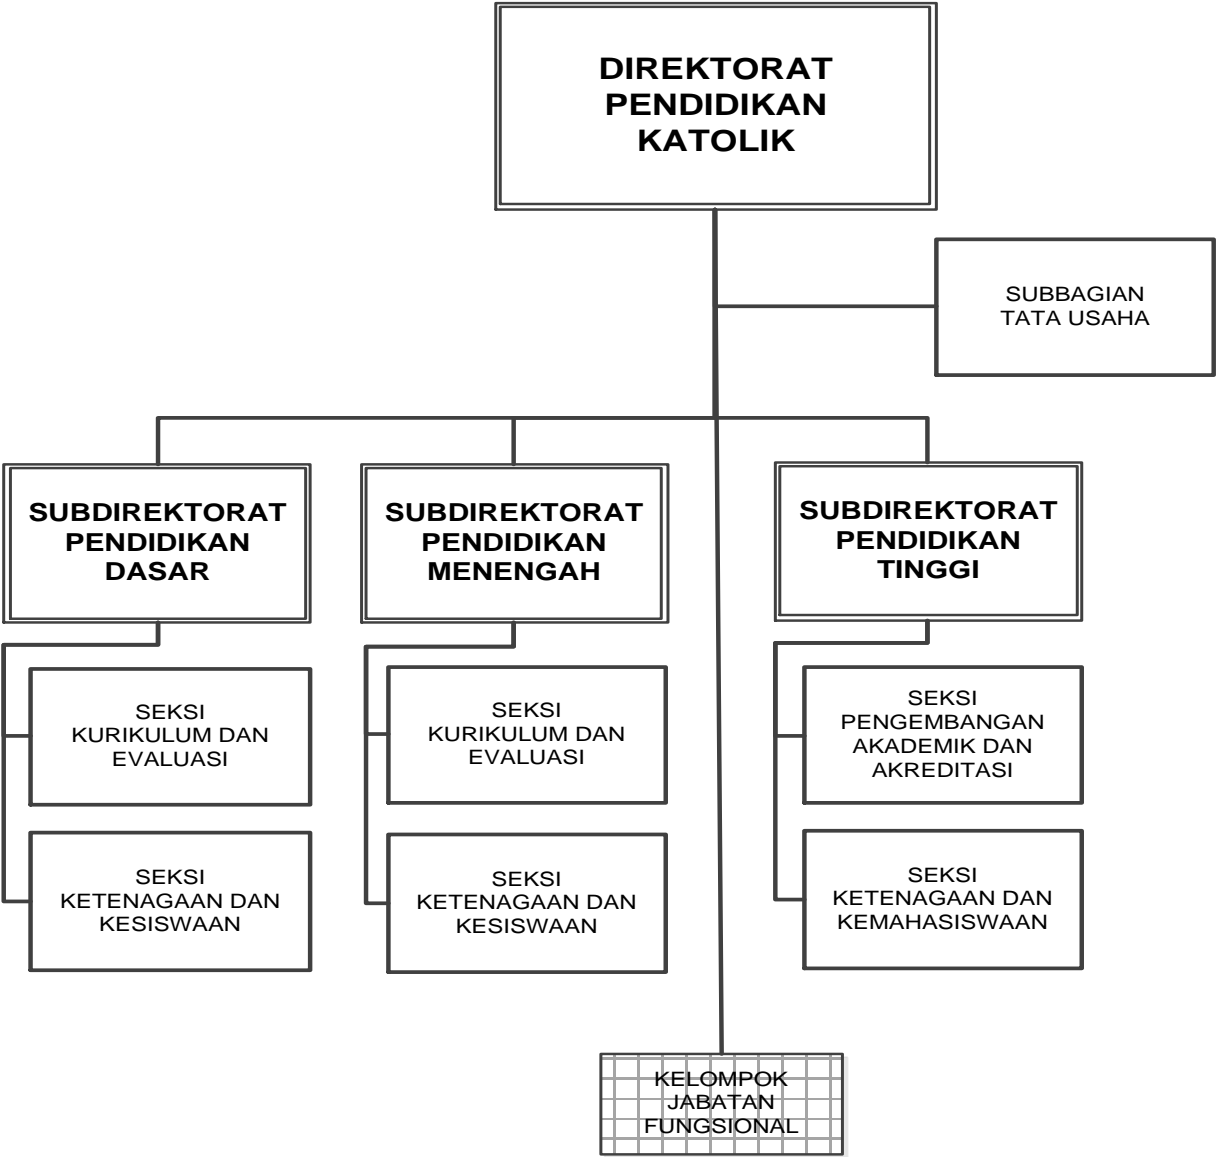 DIREKTORAT
PENDIDIKAN
KATOLIK
SUBBAGIAN
TATA USAHA
SUBDIREKTORAT
PENDIDIKAN
DASAR
SUBDIREKTORAT
PENDIDIKAN
MENENGAH
SUBDIREKTORAT
PENDIDIKAN
TINGGI
SEKSI
KURIKULUM DAN
EVALUASI
SEKSI
KURIKULUM DAN
EVALUASI
SEKSI
PENGEMBANGAN
AKADEMIK DAN
AKREDITASI
SEKSI
KETENAGAAN DAN
KESISWAAN
SEKSI
KETENAGAAN DAN
KESISWAAN
SEKSI
KETENAGAAN DAN
KEMAHASISWAAN
KELOMPOK
JABATAN
FUNGSIONAL